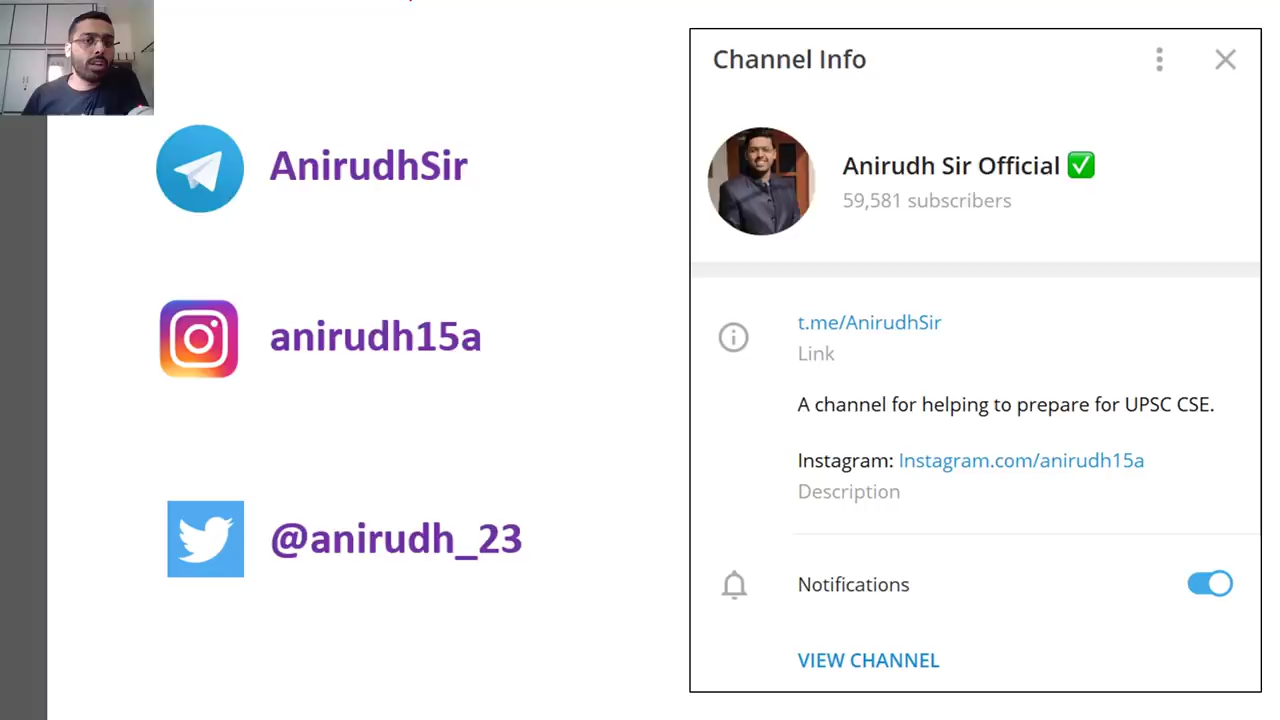 AnirudhSir
anirudh15a
@anirudh_23
Channel Info
Anirudh Sir Official ✅
59,581 subscribers
t.me/AnirudhSir
Link
A channel for helping to prepare for UPSC CSE.
Instagram: Instagram.com/anirudh15a
Description
Notifications
VIEW CHANNEL